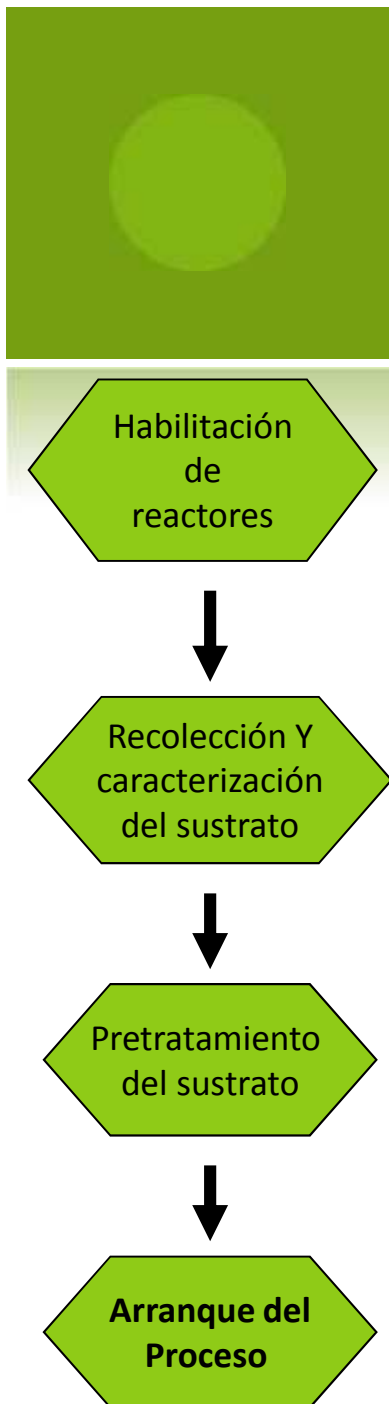 Habilitación
de
reactores
Recolección Y
caracterización
del sustrato
Pretratamiento
del sustrato
Arranque del
Proceso